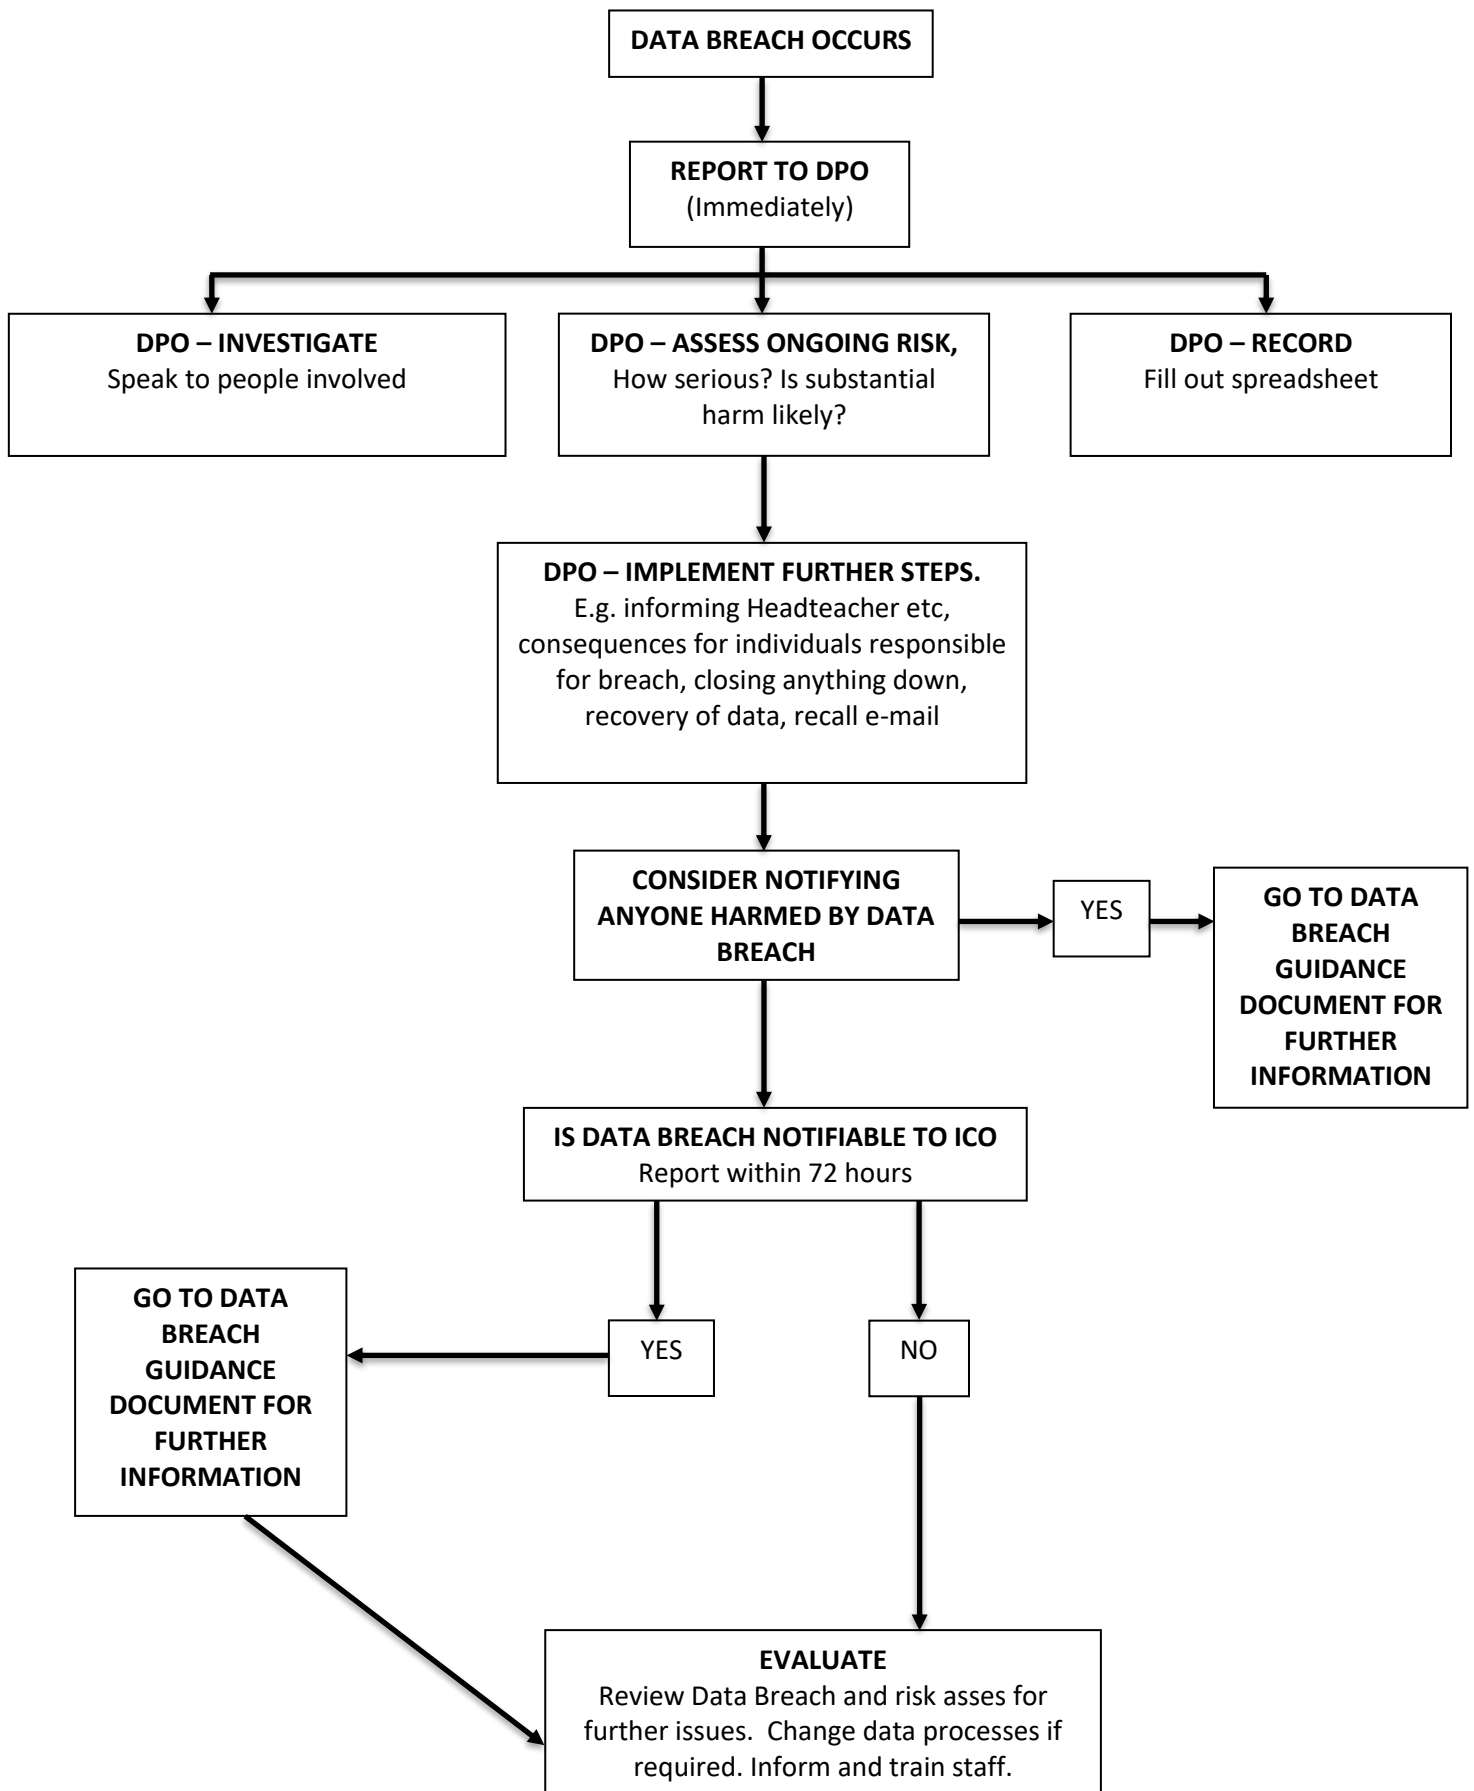 DATA BREACH OCCURS
REPORT TO DPO
(Immediately)
DPO – INVESTIGATE
Speak to people involved
DPO – ASSESS ONGOING RISK,
How serious? Is substantial
harm likely?
DPO – RECORD
Fill out spreadsheet
DPO – IMPLEMENT FURTHER STEPS.
E.g. informing Headteacher etc,
consequences for individuals responsible
for breach, closing anything down,
recovery of data, recall e-mail
CONSIDER NOTIFYING
ANYONE HARMED BY DATA
BREACH
YES
GO TO DATA
BREACH
GUIDANCE
DOCUMENT FOR
FURTHER
INFORMATION
IS DATA BREACH NOTIFIABLE TO ICO
Report within 72 hours
GO TO DATA
BREACH
GUIDANCE
DOCUMENT FOR
FURTHER
INFORMATION
YES
NO
EVALUATE
Review Data Breach and risk asses for
further issues.  Change data processes if
required. Inform and train staff.